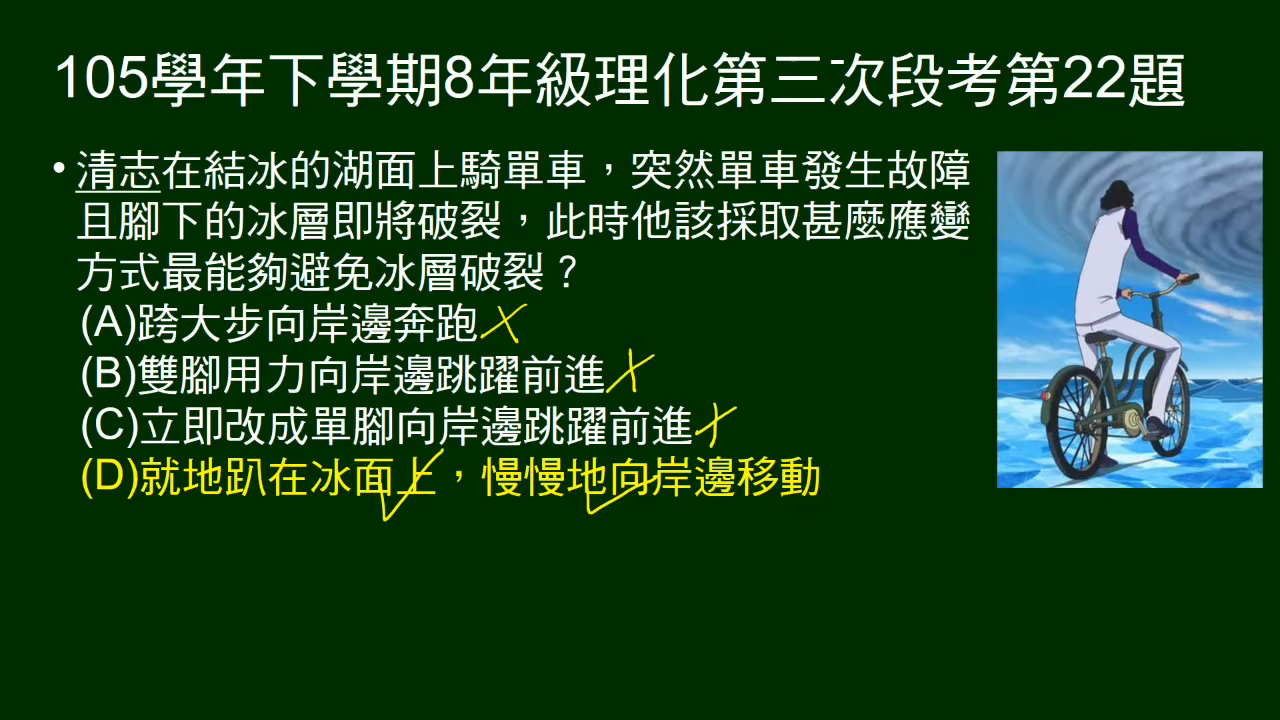 105學年下學期8年級理化第三次段考第22題
• 清志在結冰的湖面上騎單車，突然單車發生故障
且腳下的冰層即將破裂，此時他該採取甚麼應變
方式最能夠避免冰層破裂？
(A)跨大步向岸邊奔跑
(B)雙腳用力向岸邊跳躍前進
(C)立即改成單腳向岸邊跳躍前進
(D)就地趴在冰面上，慢慢地向岸邊移動